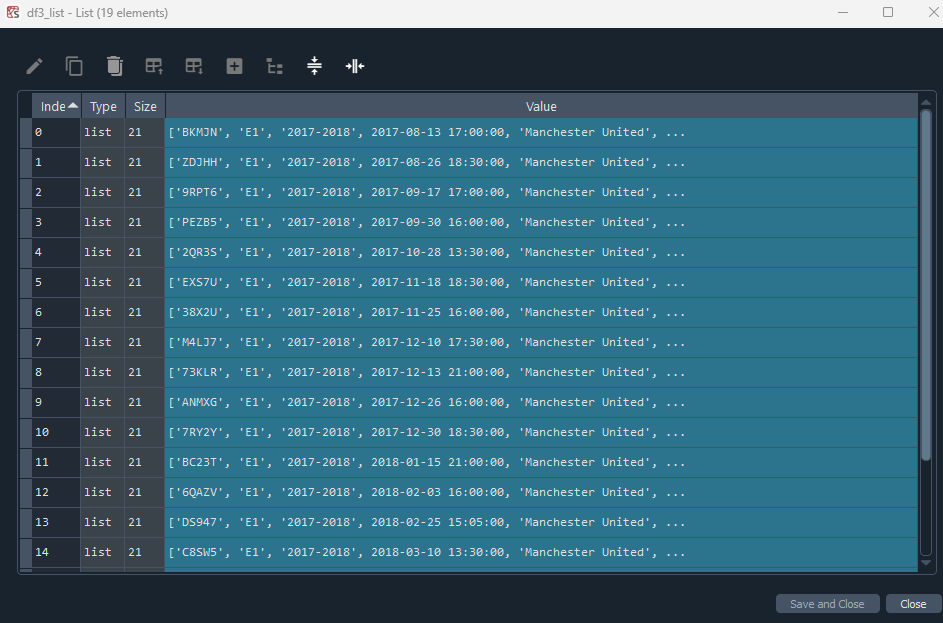 df3_list - List (19 elements)
Inde Type Size Value
0 list 21 ['BKMJN', 'E1', '2017-2018', 2017-08-13 17:00:00, 'Manchester United', ...
1 list 21 ['ZDJHH', 'E1', '2017-2018', 2017-08-26 18:30:00, 'Manchester United', ...
2 list 21 ['9RPT6', 'E1', '2017-2018', 2017-09-17 17:00:00, 'Manchester United', ...
3 list 21 ['PEZB5', 'E1', '2017-2018', 2017-09-30 16:00:00, 'Manchester United', ...
4 list 21 ['2QR3S', 'E1', '2017-2018', 2017-10-28 13:30:00, 'Manchester United', ...
5 list 21 ['EXS7U', 'E1', '2017-2018', 2017-11-18 18:30:00, 'Manchester United', ...
6 list 21 ['38X2U', 'E1', '2017-2018', 2017-11-25 16:00:00, 'Manchester United', ...
7 list 21 ['M4LJ7', 'E1', '2017-2018', 2017-12-10 17:30:00, 'Manchester United', ...
8 list 21 ['73KLR', 'E1', '2017-2018', 2017-12-13 21:00:00, 'Manchester United', ...
9 list 21 ['ANMXG', 'E1', '2017-2018', 2017-12-26 16:00:00, 'Manchester United', ...
10 list 21 ['7RY2Y', 'E1', '2017-2018', 2017-12-30 18:30:00, 'Manchester United', ...
11 list 21 ['BC23T', 'E1', '2017-2018', 2018-01-15 21:00:00, 'Manchester United', ...
12 list 21 ['6QAZV', 'E1', '2017-2018', 2018-02-03 16:00:00, 'Manchester United', ...
13 list 21 ['DS947', 'E1', '2017-2018', 2018-02-25 15:05:00, 'Manchester United', ...
14 list 21 ['C8SW5', 'E1', '2017-2018', 2018-03-10 13:30:00, 'Manchester United', ...
Save and Close Close